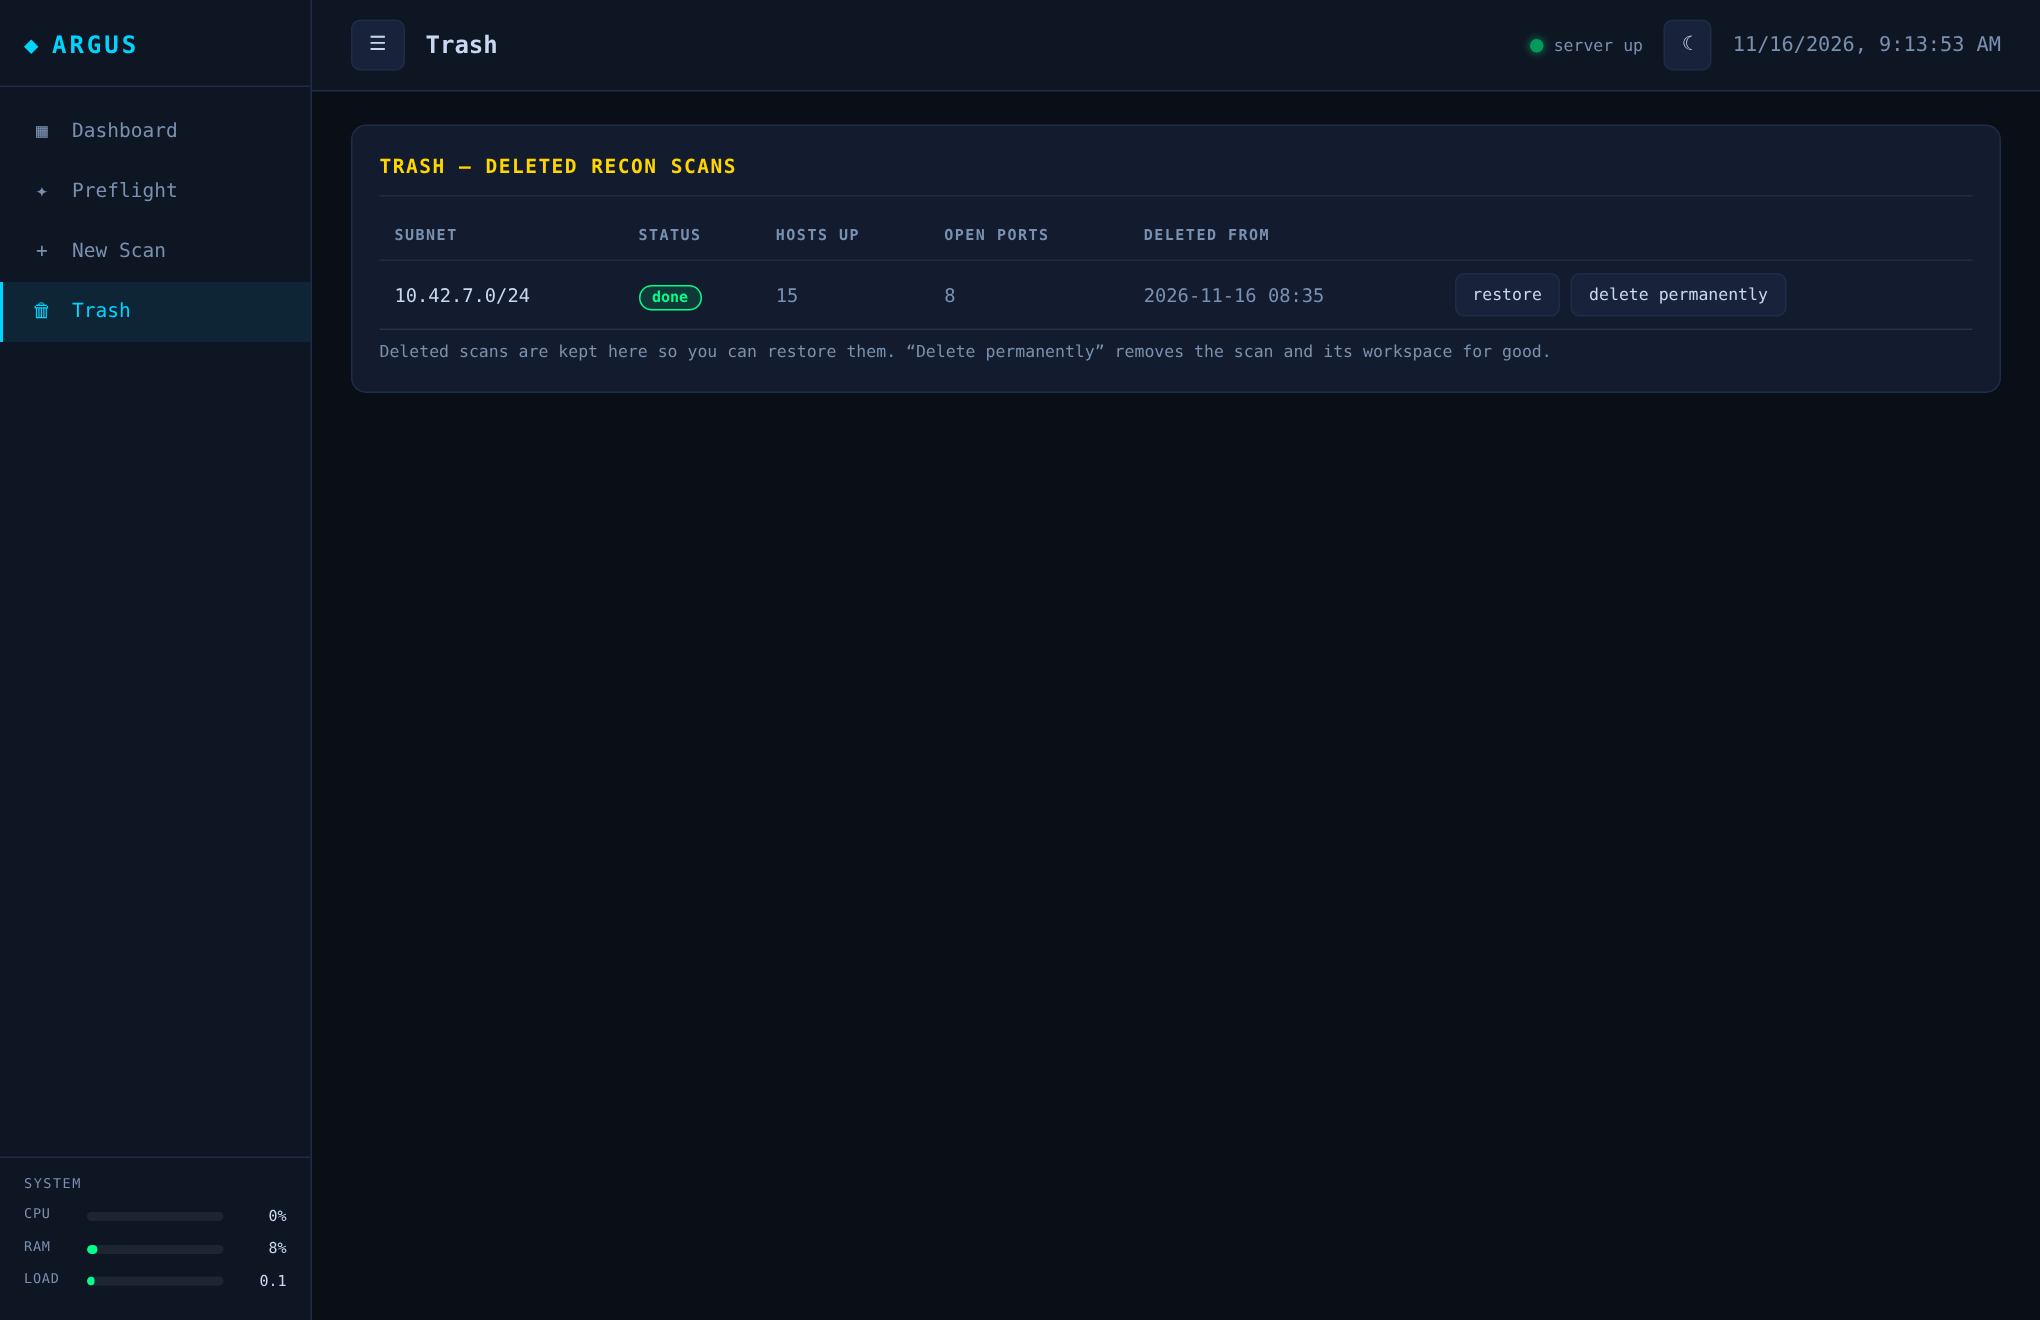 ◆ ARGUS
☰ Trash
server up ☾ 11/16/2026, 9:13:53 AM
▦ Dashboard
✦ Preflight
+ New Scan
🗑 Trash
TRASH — DELETED RECON SCANS
SUBNET STATUS HOSTS UP OPEN PORTS DELETED FROM
10.42.7.0/24 done 15 8 2026-11-16 08:35 restore delete permanently
Deleted scans are kept here so you can restore them. “Delete permanently” removes the scan and its workspace for good.
SYSTEM
CPU 0%
RAM 8%
LOAD 0.1